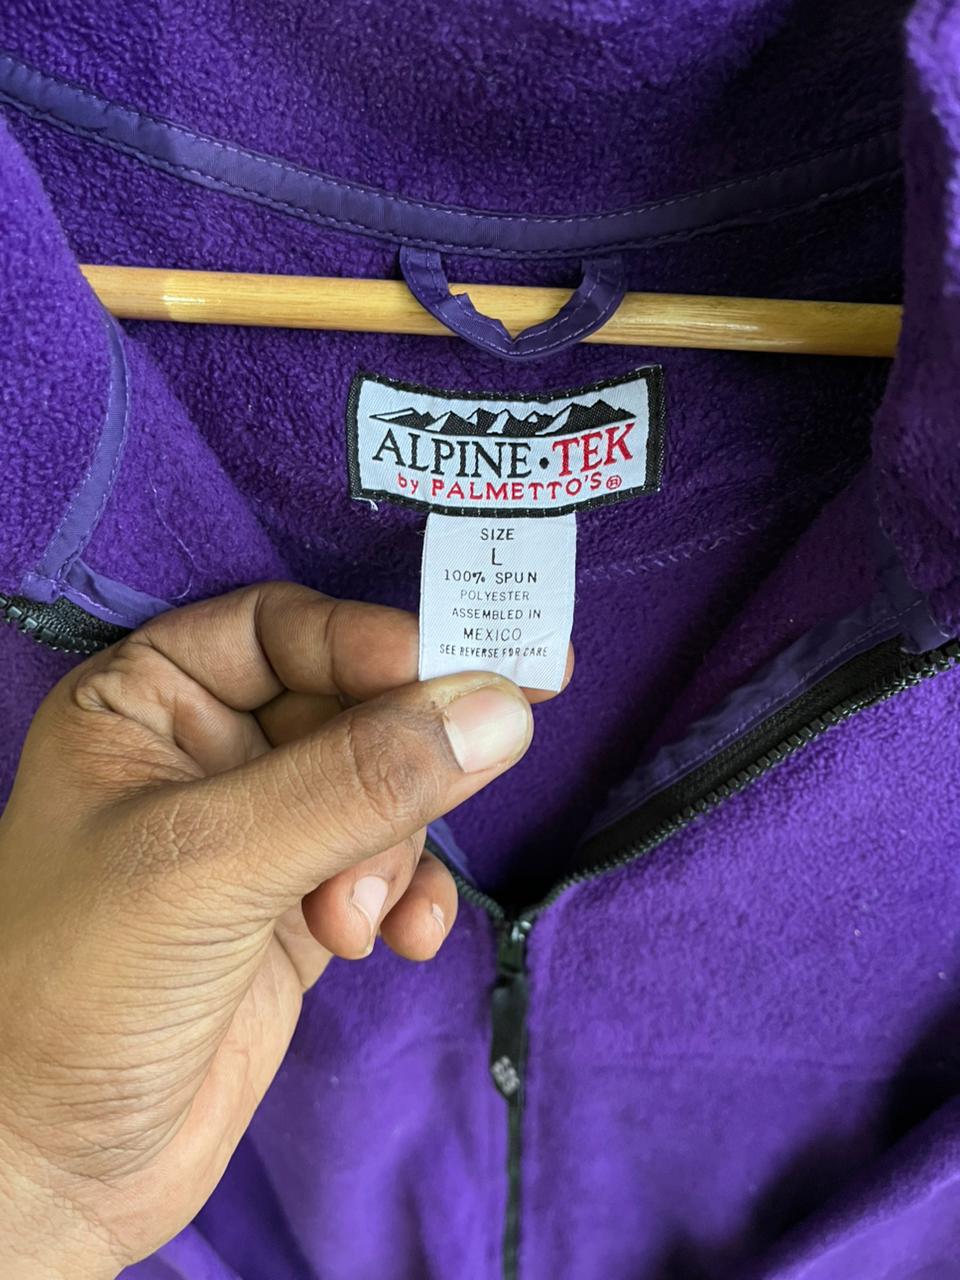 ALPINE·TEK
by PALMETTO'S®
SIZE
L
100% SPUN
POLYESTER
ASSEMBLED IN
MEXICO
SEE REVERSE FOR CARE